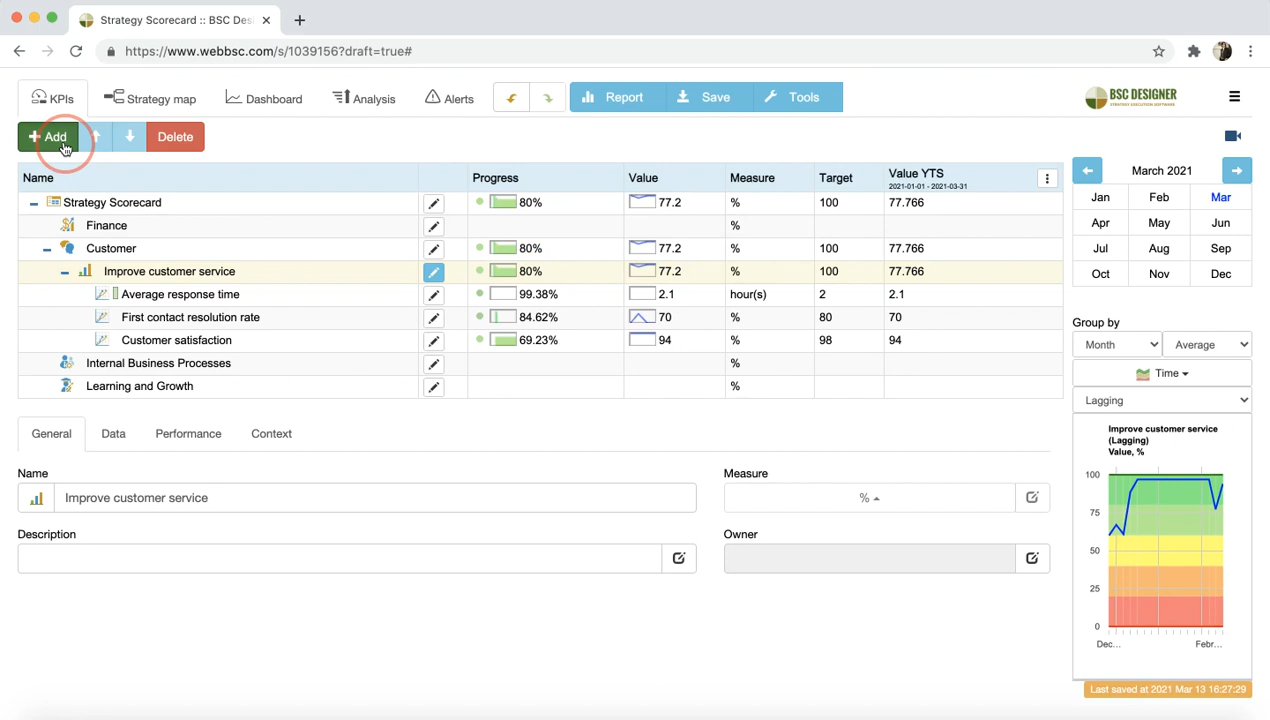 Strategy Scorecard :: BSC De
https://www.webbsc.com/s/1039156?draft=true#
KPIs Strategy map Dashboard Analysis Alerts Report Save Tools BSC DESIGNER
STRATEGY EXECUTION SOFTWARE
Add Delete
Name Progress Value Measure Target Value YTS
2021-01-01 - 2021-03-31
Strategy Scorecard 80% 77.2 % 100 77.766
Finance %
Customer 80% 77.2 % 100 77.766
Improve customer service 80% 77.2 % 100 77.766
Average response time 99.38% 2.1 hour(s) 2 2.1
First contact resolution rate 84.62% 70 % 80 70
Customer satisfaction 69.23% 94 % 98 94
Internal Business Processes %
Learning and Growth %
March 2021
Jan Feb Mar
Apr May Jun
Jul Aug Sep
Oct Nov Dec
Group by
Month Average
Time
Lagging
Improve customer service
(Lagging)
Value, %
100
75
50
25
0
Dec... Febr...
Last saved at 2021 Mar 13 16:27:29
General Data Performance Context
Name Measure
Improve customer service %
Description Owner